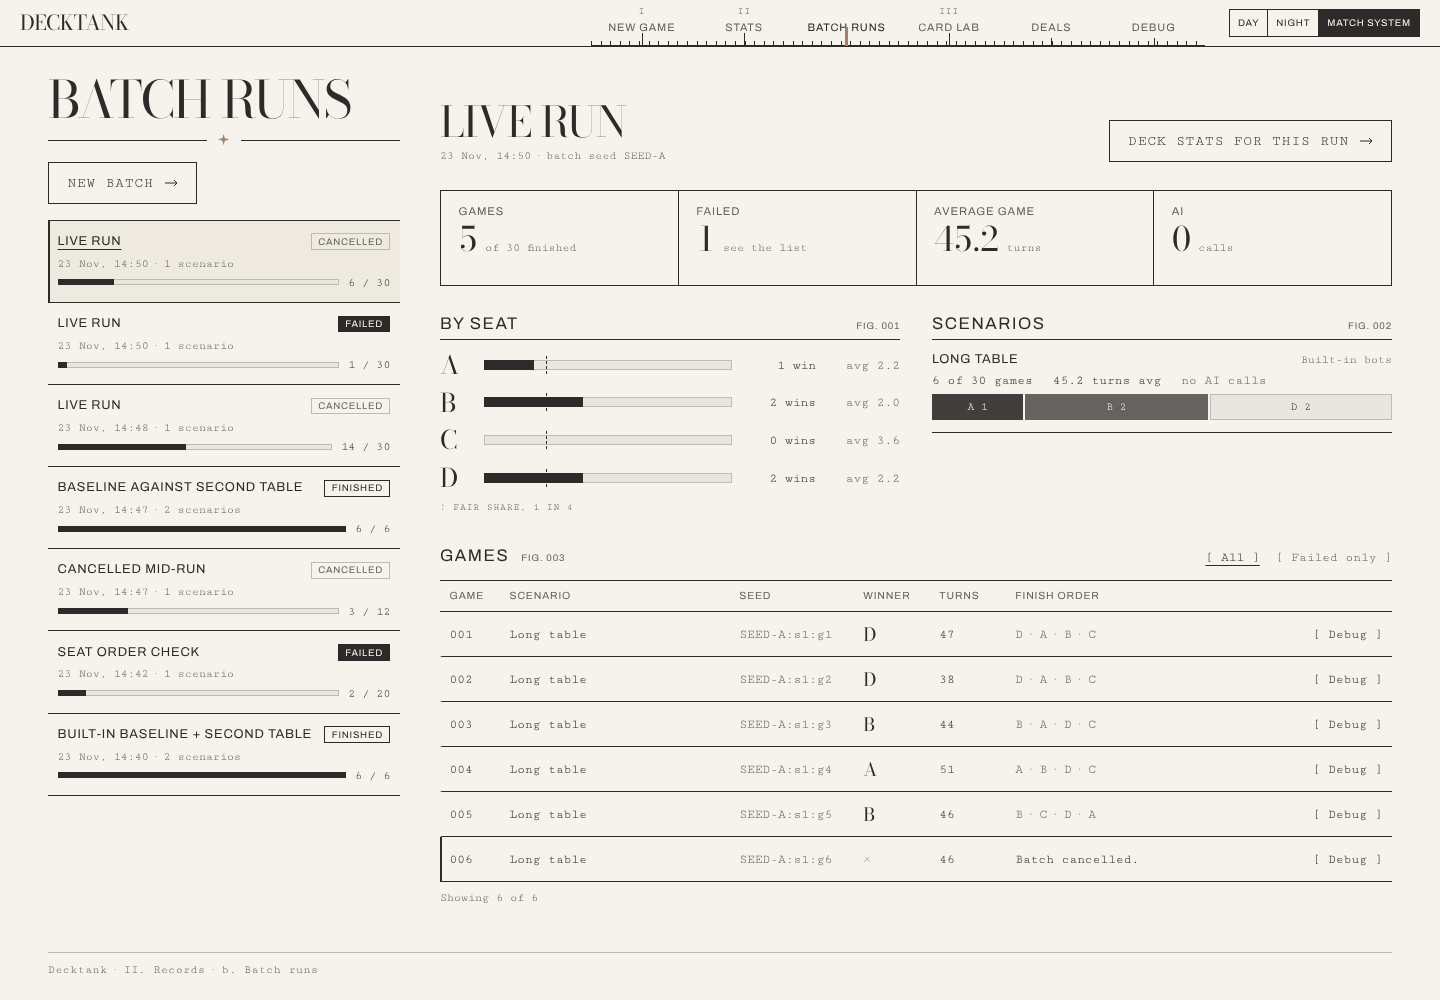 DECKTANK
I
NEW GAME
II
STATS
BATCH RUNS
III
CARD LAB
DEALS
DEBUG
DAY
NIGHT
MATCH SYSTEM
BATCH RUNS
NEW BATCH →
LIVE RUN
CANCELLED
23 Nov, 14:50 · 1 scenario
6 / 30
LIVE RUN
FAILED
23 Nov, 14:50 · 1 scenario
1 / 30
LIVE RUN
CANCELLED
23 Nov, 14:48 · 1 scenario
14 / 30
BASELINE AGAINST SECOND TABLE
FINISHED
23 Nov, 14:47 · 2 scenarios
6 / 6
CANCELLED MID-RUN
CANCELLED
23 Nov, 14:47 · 1 scenario
3 / 12
SEAT ORDER CHECK
FAILED
23 Nov, 14:42 · 1 scenario
2 / 20
BUILT-IN BASELINE + SECOND TABLE
FINISHED
23 Nov, 14:40 · 2 scenarios
6 / 6
LIVE RUN
23 Nov, 14:50 · batch seed SEED-A
DECK STATS FOR THIS RUN →
GAMES
5 of 30 finished
FAILED
1 see the list
AVERAGE GAME
45.2 turns
AI
0 calls
BY SEAT
FIG. 001
A 1 win avg 2.2
B 2 wins avg 2.0
C 0 wins avg 3.6
D 2 wins avg 2.2
¦ FAIR SHARE, 1 IN 4
SCENARIOS
FIG. 002
LONG TABLE
Built-in bots
6 of 30 games 45.2 turns avg no AI calls
A 1 B 2 D 2
GAMES FIG. 003
[ All ] [ Failed only ]
GAME SCENARIO SEED WINNER TURNS FINISH ORDER
001 Long table SEED-A:s1:g1 D 47 D · A · B · C [ Debug ]
002 Long table SEED-A:s1:g2 D 38 D · A · B · C [ Debug ]
003 Long table SEED-A:s1:g3 B 44 B · A · D · C [ Debug ]
004 Long table SEED-A:s1:g4 A 51 A · B · D · C [ Debug ]
005 Long table SEED-A:s1:g5 B 46 B · C · D · A [ Debug ]
006 Long table SEED-A:s1:g6 × 46 Batch cancelled. [ Debug ]
Showing 6 of 6
Decktank · II. Records · b. Batch runs